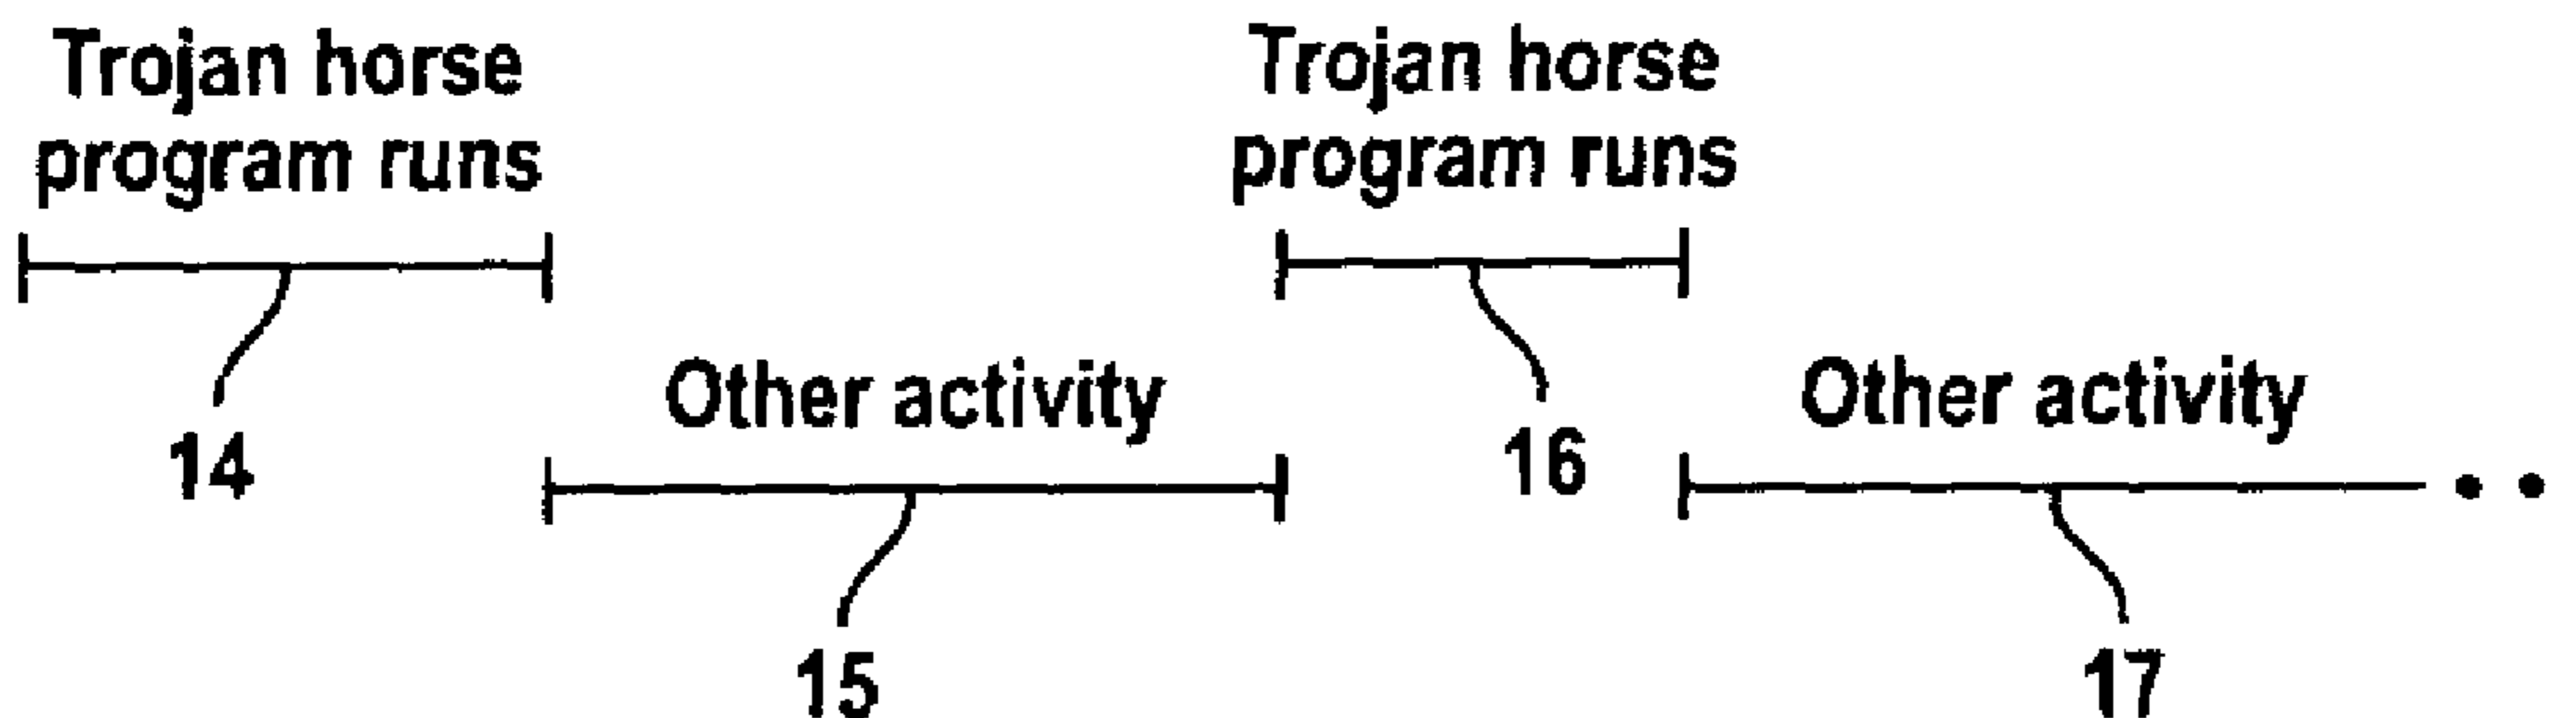 Trojan horse
program runs
Trojan horse
program runs
14
Other activity
16
Other activity
15
17